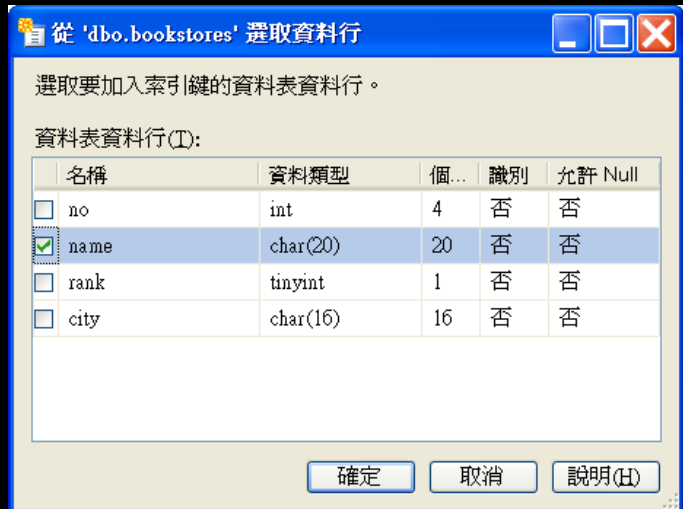 從 'dbo.bookstores' 選取資料行
選取要加入索引鍵的資料表資料行。
資料表資料行(T):
名稱 資料類型 個... 識別 允許 Null
no int 4 否 否
name char(20) 20 否 否
rank tinyint 1 否 否
city char(16) 16 否 否
確定 取消 說明(H)